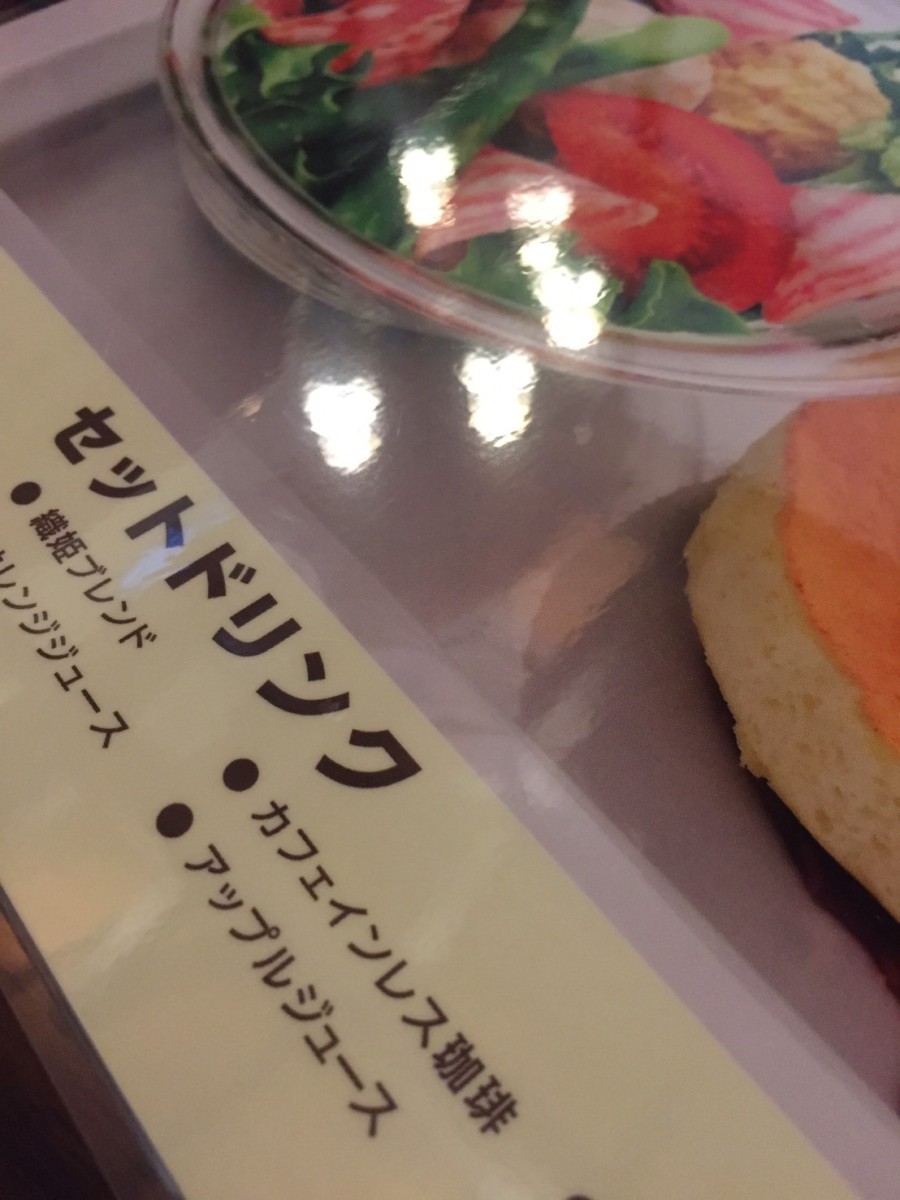 セットドリンク
●織姫ブレンド ●カフェインレス珈琲
レンジジュース ●アップルジュース